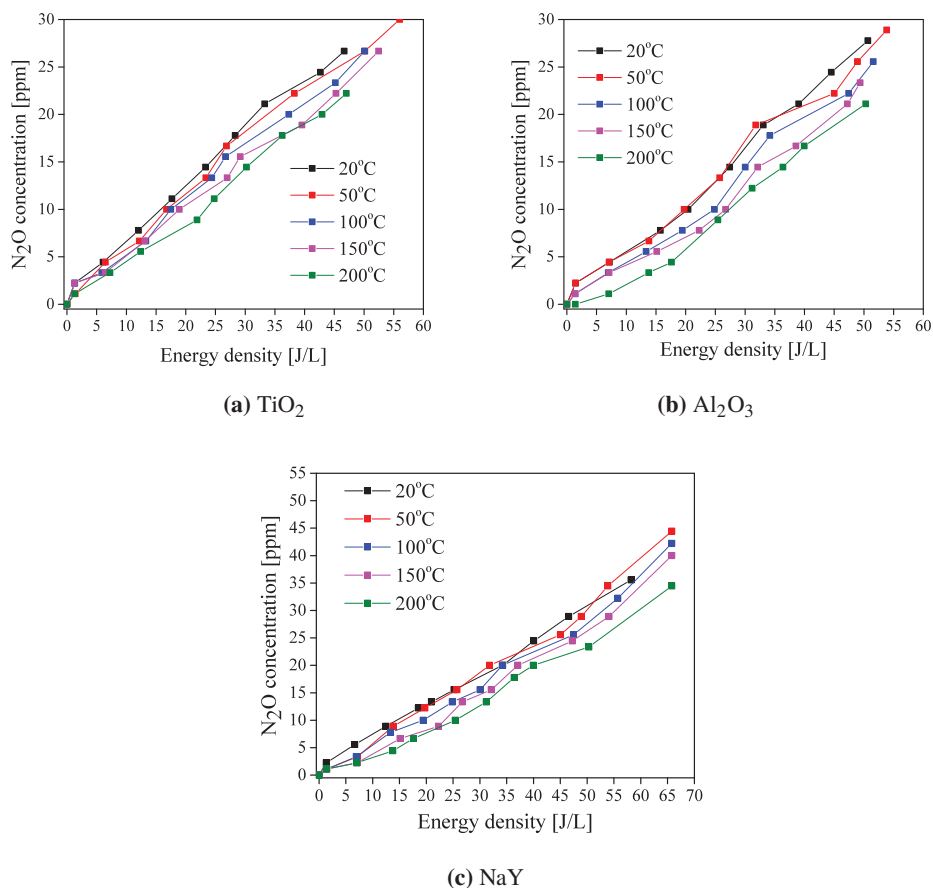 30
25
20
15
10
5
0
N₂O concentration [ppm]
20°C
50°C
100°C
150°C
200°C
0 5 10 15 20 25 30 35 40 45 50 55 60
Energy density [J/L]
(a) TiO₂
30
25
20
15
10
5
0
N₂O concentration [ppm]
20°C
50°C
100°C
150°C
200°C
0 5 10 15 20 25 30 35 40 45 50 55 60
Energy density [J/L]
(b) Al₂O₃
55
50
45
40
35
30
25
20
15
10
5
0
N₂O concentration [ppm]
20°C
50°C
100°C
150°C
200°C
0 5 10 15 20 25 30 35 40 45 50 55 60 65 70
Energy density [J/L]
(c) NaY